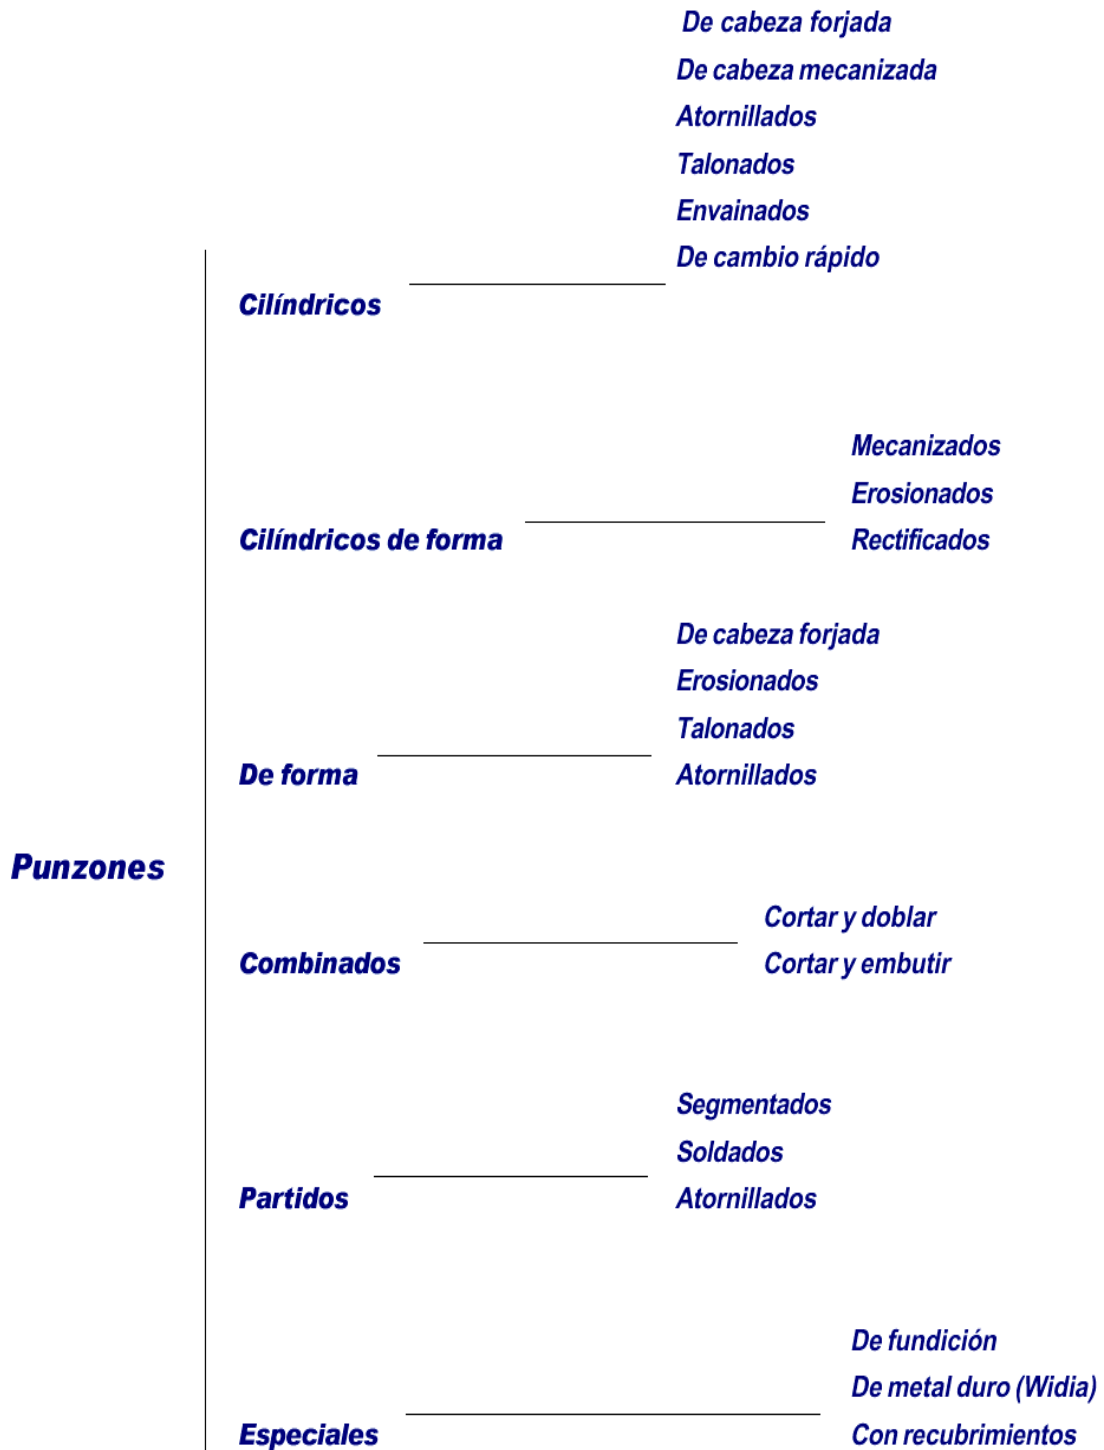 De cabeza forjada
De cabeza mecanizada
Atornillados
Talonados
Envainados
De cambio rápido
Cilíndricos
Mecanizados
Erosionados
Cilíndricos de forma
Rectificados
De cabeza forjada
Erosionados
Talonados
De forma
Atornillados
Punzones
Cortar y doblar
Combinados
Cortar y embutir
Segmentados
Soldados
Partidos
Atornillados
De fundición
De metal duro (Widia)
Especiales
Con recubrimientos